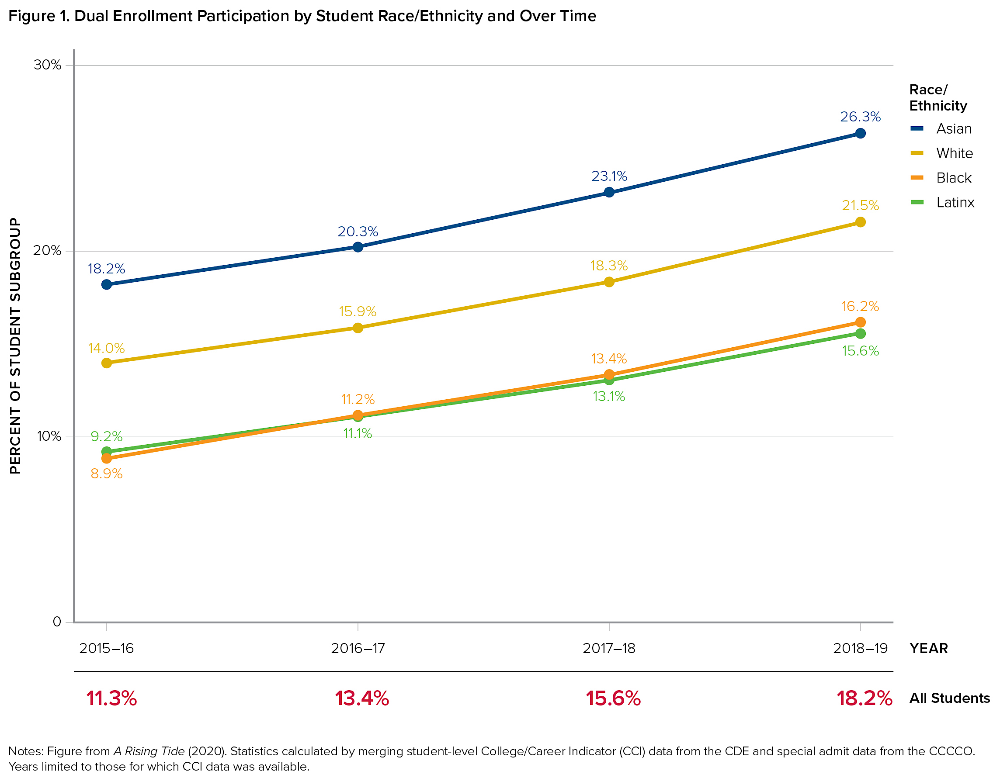 Figure 1. Dual Enrollment Participation by Student Race/Ethnicity and Over Time
PERCENT OF STUDENT SUBGROUP
30%
20%
10%
0
18.2%
20.3%
23.1%
26.3%
14.0%
15.9%
18.3%
21.5%
9.2%
8.9%
11.2%
11.1%
13.4%
13.1%
16.2%
15.6%
Race/
Ethnicity
Asian
White
Black
Latinx
2015–16 2016–17 2017–18 2018–19 YEAR
11.3% 13.4% 15.6% 18.2% All Students
Notes: Figure from A Rising Tide (2020). Statistics calculated by merging student-level College/Career Indicator (CCI) data from the CDE and special admit data from the CCCCO.
Years limited to those for which CCI data was available.